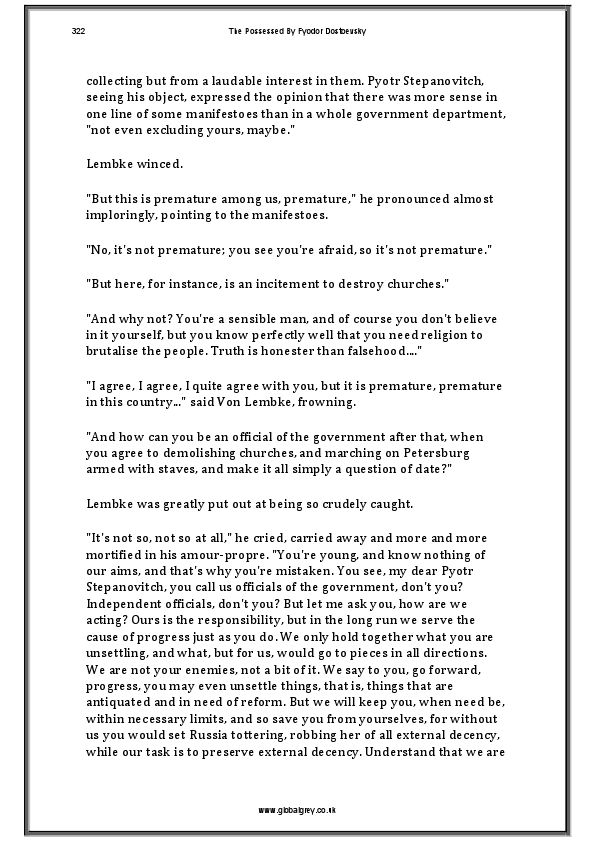 322
The Possessed By Fyodor Dostoevsky
collecting but from a laudable interest in them. Pyotr Stepanovitch,
seeing his object, expressed the opinion that there was more sense in
one line of some manifestoes than in a whole government department,
"not even excluding yours, maybe."
Lembke winced.
"But this is premature among us, premature," he pronounced almost
imploringly, pointing to the manifestoes.
"No, it's not premature; you see you're afraid, so it's not premature."
"But here, for instance, is an incitement to destroy churches."
"And why not? You're a sensible man, and of course you don't believe
in it yourself, but you know perfectly well that you need religion to
brutalise the people. Truth is honester than falsehood...."
"I agree, I agree, I quite agree with you, but it is premature, premature
in this country..." said Von Lembke, frowning.
"And how can you be an official of the government after that, when
you agree to demolishing churches, and marching on Petersburg
armed with staves, and make it all simply a question of date?"
Lembke was greatly put out at being so crudely caught.
"It's not so, not so at all," he cried, carried away and more and more
mortified in his amour-propre. "You're young, and know nothing of
our aims, and that's why you're mistaken. You see, my dear Pyotr
Stepanovitch, you call us officials of the government, don't you?
Independent officials, don't you? But let me ask you, how are we
acting? Ours is the responsibility, but in the long run we serve the
cause of progress just as you do. We only hold together what you are
unsettling, and what, but for us, would go to pieces in all directions.
We are not your enemies, not a bit of it. We say to you, go forward,
progress, you may even unsettle things, that is, things that are
antiquated and in need of reform. But we will keep you, when need be,
within necessary limits, and so save you from yourselves, for without
us you would set Russia tottering, robbing her of all external decency,
while our task is to preserve external decency. Understand that we are
www.globalgrey.co.uk